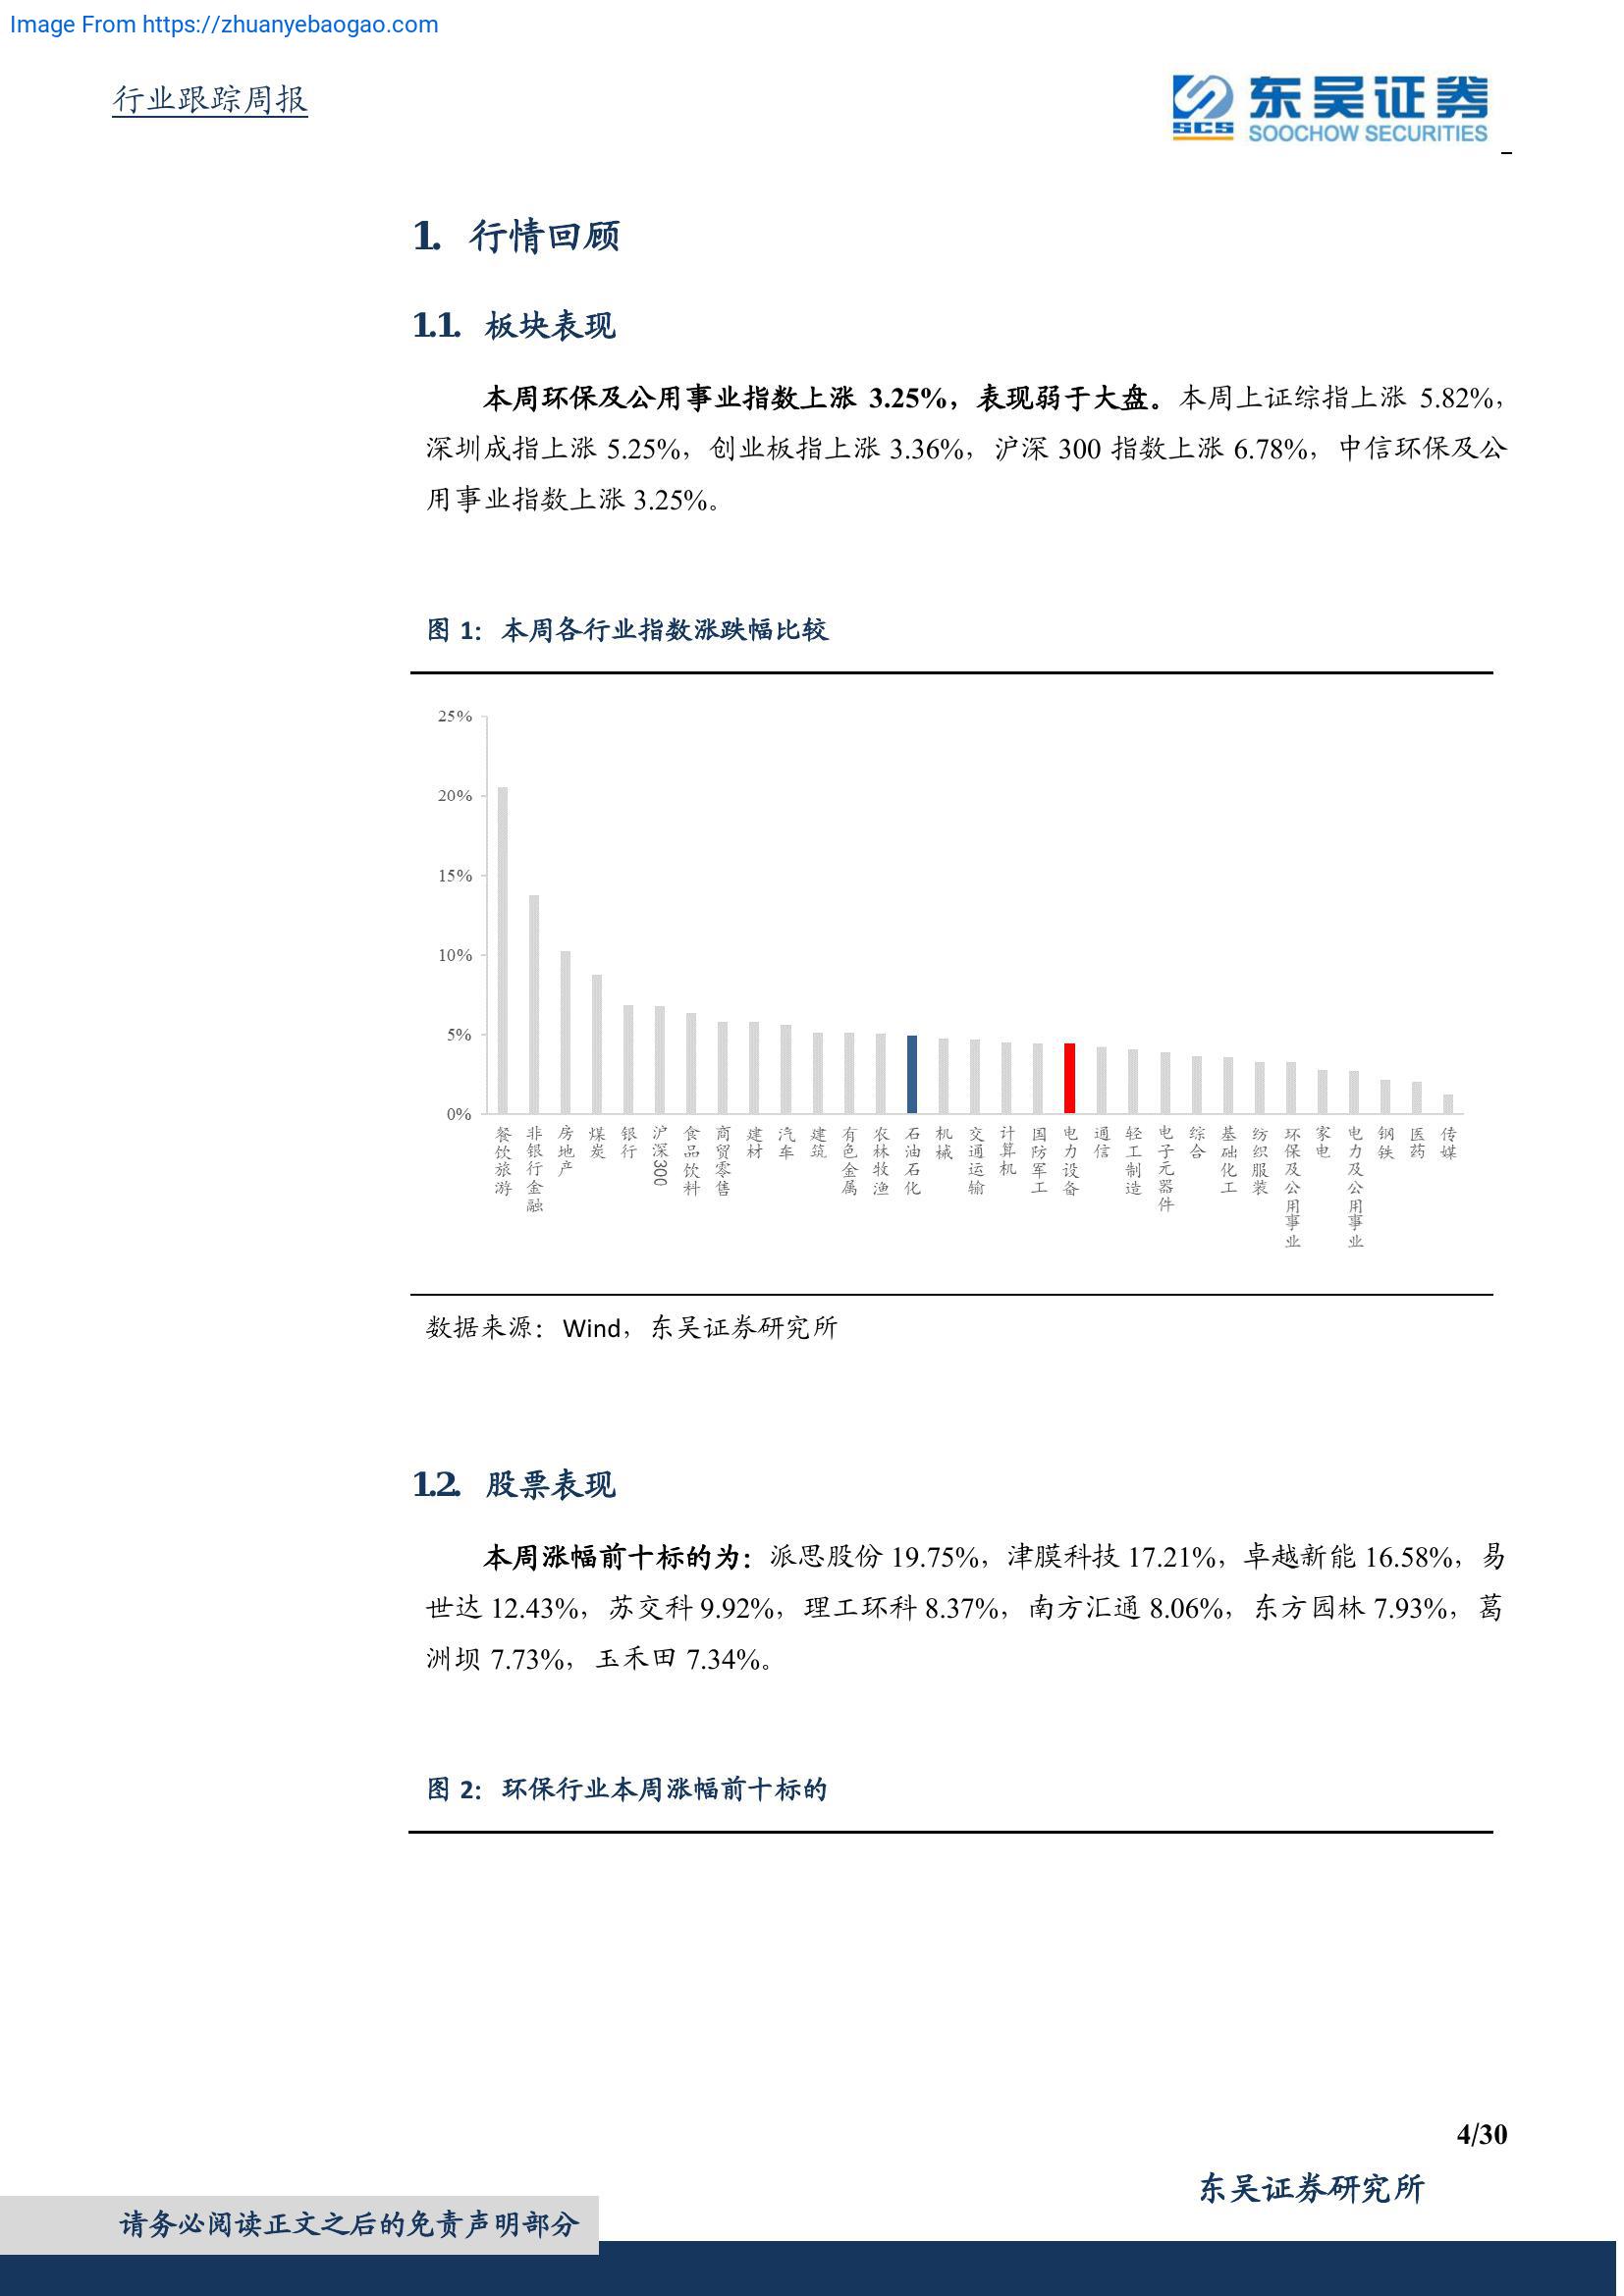 Image From https://zhuanyebaogao.com
行业跟踪周报
SCS
东吴证券
SOOCHOW SECURITIES
1. 行情回顾
1.1. 板块表现
本周环保及公用事业指数上涨 3.25%，表现弱于大盘。本周上证综指上涨 5.82%，
深圳成指上涨 5.25%，创业板指上涨 3.36%，沪深 300 指数上涨 6.78%，中信环保及公
用事业指数上涨 3.25%。
图 1：本周各行业指数涨跌幅比较
25%
20%
15%
10%
5%
0%
餐饮旅游
非银行金融
房地产
煤炭
银行
沪深300
食品饮料
商贸零售
建材
汽车
建筑
有色金属
农林牧渔
石油石化
机械
交通运输
计算机
国防军工
电力设备
通信
轻工制造
电子元器件
综合
基础化工
纺织服装
环保及公用事业
家电
电力及公用事业
钢铁
医药
传媒
数据来源：Wind，东吴证券研究所
1.2. 股票表现
本周涨幅前十标的为：派思股份 19.75%，津膜科技 17.21%，卓越新能 16.58%，易
世达 12.43%，苏交科 9.92%，理工环科 8.37%，南方汇通 8.06%，东方园林 7.93%，葛
洲坝 7.73%，玉禾田 7.34%。
图 2：环保行业本周涨幅前十标的
4/30
东吴证券研究所
请务必阅读正文之后的免责声明部分